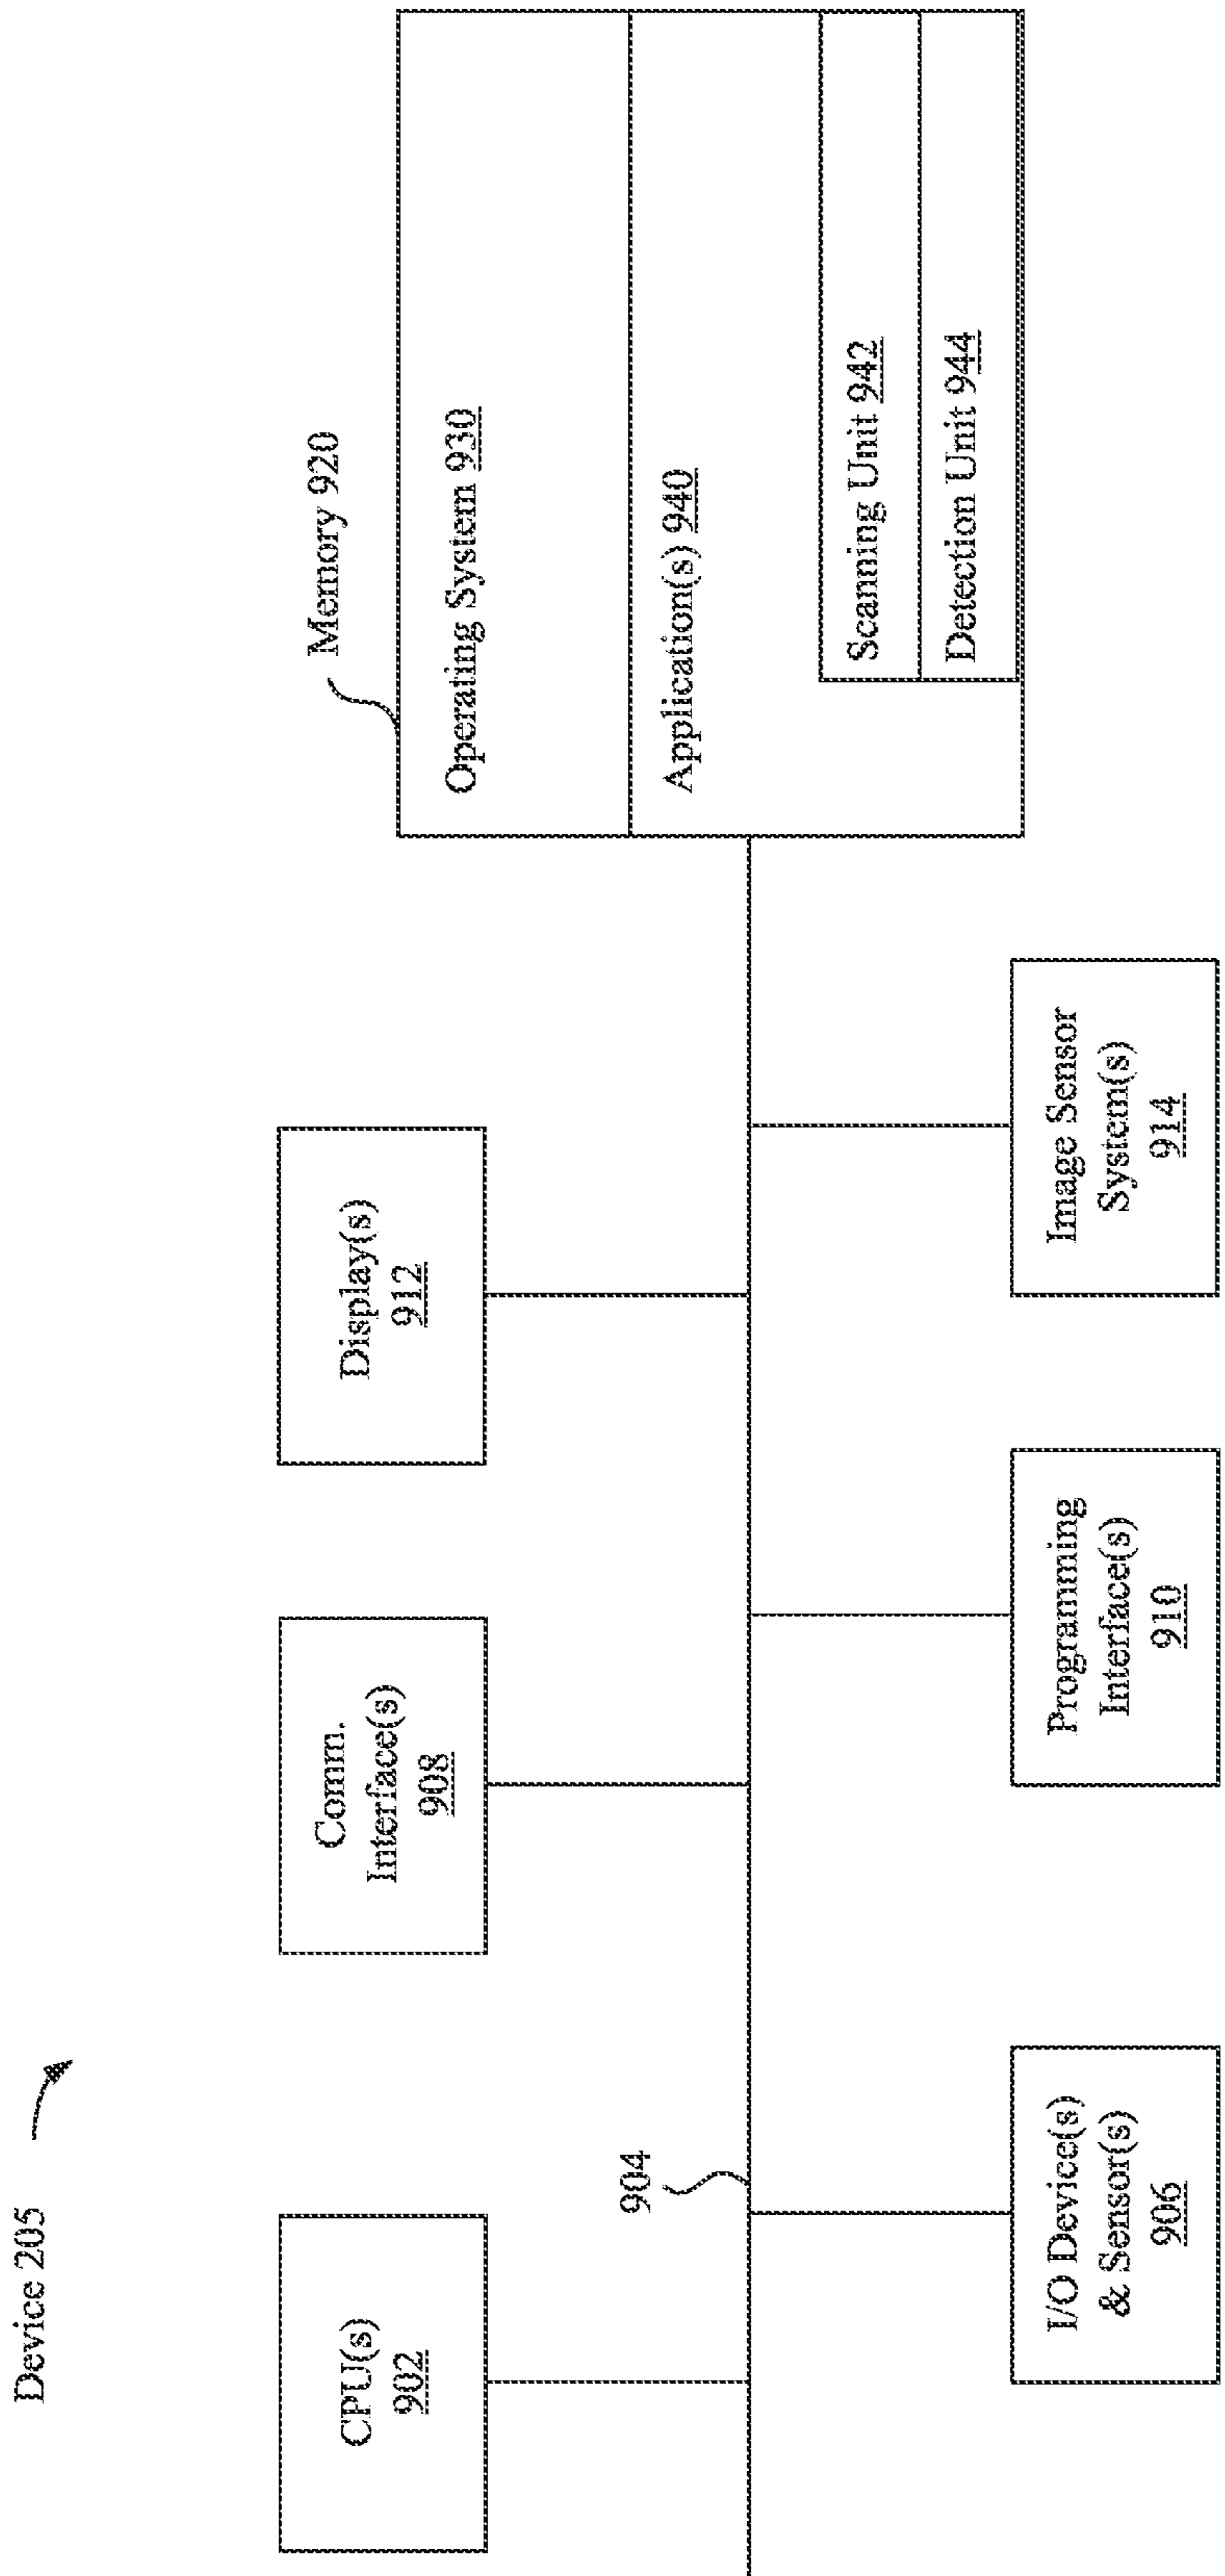 Device 205
CPU(s)
902
Comm.
Interface(s)
908
Display(s)
912
Memory 920
Operating System 930
Application(s) 940
Scanning Unit 942
Detection Unit 944
904
I/O Device(s)
& Sensor(s)
906
Programming
Interface(s)
910
Image Sensor
System(s)
914